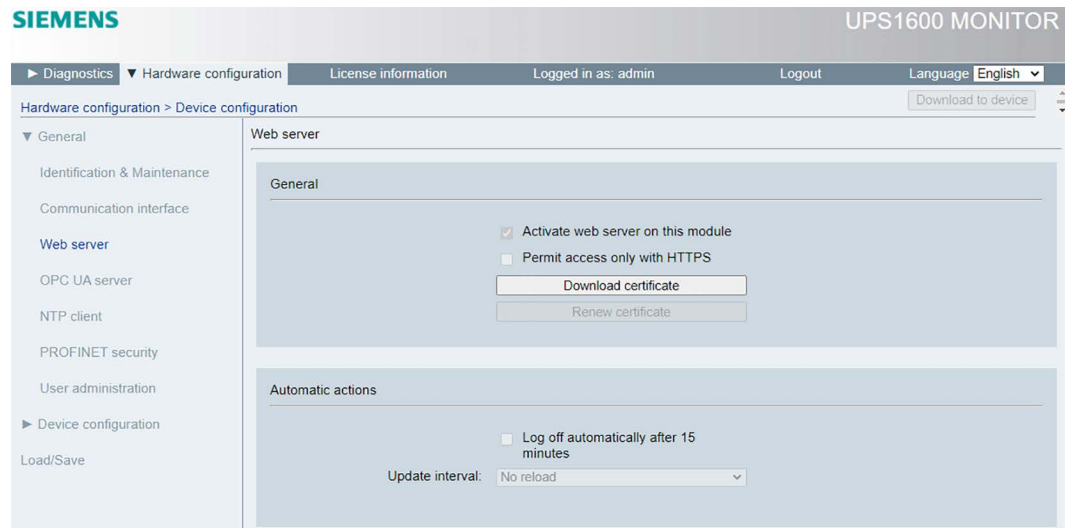 SIEMENS
UPS1600 MONITOR
► Diagnostics ▼ Hardware configuration License information Logged in as: admin Logout Language English
Hardware configuration > Device configuration
Download to device
▼ General
Identification & Maintenance
Communication interface
Web server
OPC UA server
NTP client
PROFINET security
User administration
► Device configuration
Load/Save
Web server
General
Activate web server on this module
Permit access only with HTTPS
Download certificate
Renew certificate
Automatic actions
Log off automatically after 15
minutes
Update interval: No reload